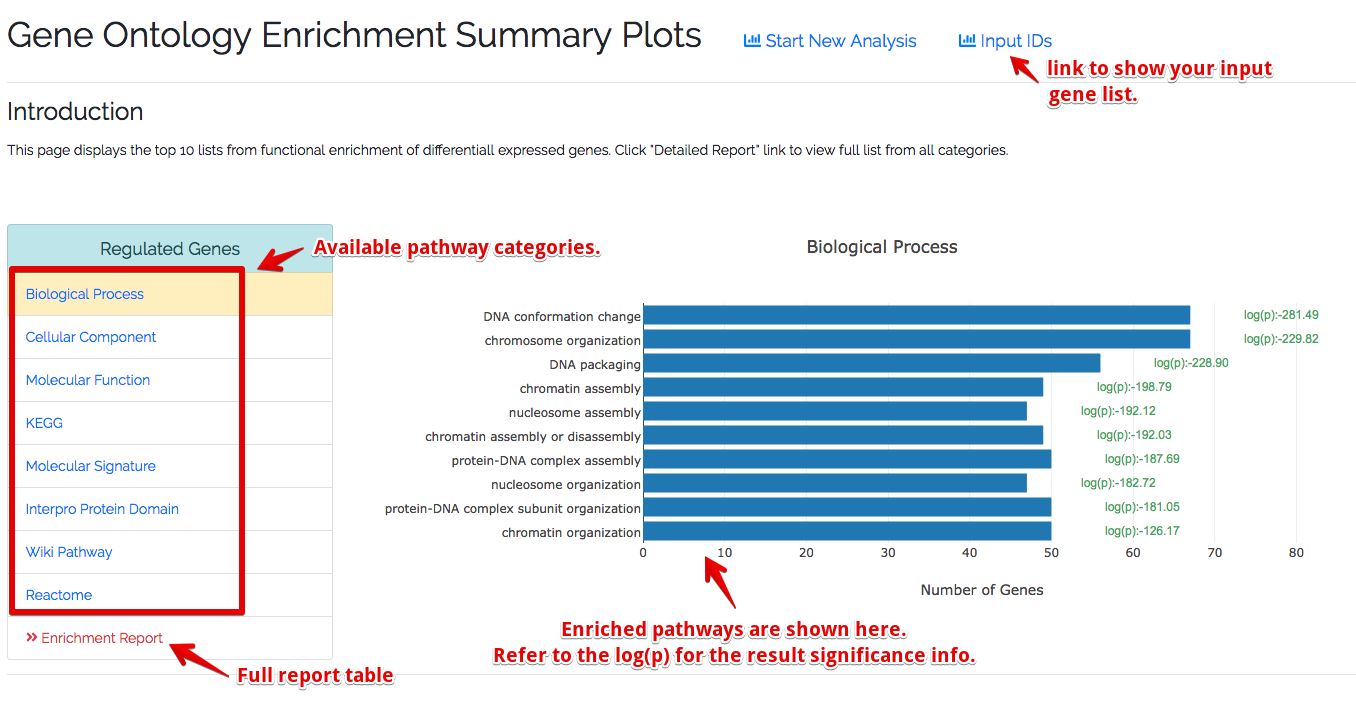 Gene Ontology Enrichment Summary Plots
Start New Analysis
Input IDs
link to show your input
gene list.
Introduction
This page displays the top 10 lists from functional enrichment of differentiall expressed genes. Click "Detailed Report" link to view full list from all categories.
Regulated Genes
Available pathway categories.
Biological Process
Cellular Component
Molecular Function
KEGG
Molecular Signature
Interpro Protein Domain
Wiki Pathway
Reactome
» Enrichment Report
Full report table
Biological Process
DNA conformation change log(p):-281.49
chromosome organization log(p):-229.82
DNA packaging log(p):-228.90
chromatin assembly log(p):-198.79
nucleosome assembly log(p):-192.12
chromatin assembly or disassembly log(p):-192.03
protein-DNA complex assembly log(p):-187.69
nucleosome organization log(p):-182.72
protein-DNA complex subunit organization log(p):-181.05
chromatin organization log(p):-126.17
0 10 20 30 40 50 60 70 80
Number of Genes
Enriched pathways are shown here.
Refer to the log(p) for the result significance info.